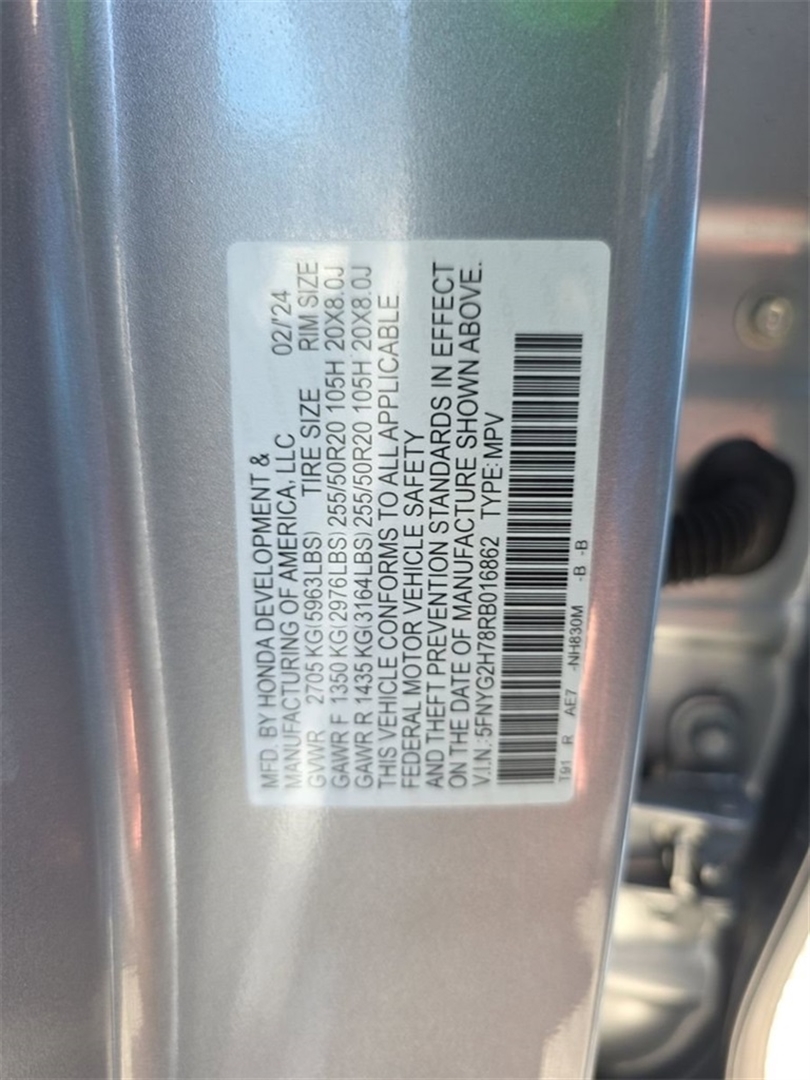 MFD. BY HONDA DEVELOPMENT &
MANUFACTURING OF AMERICA, LLC 02/'24
GVWR 2705 KG(5963LBS) TIRE SIZE RIM SIZE
GAWR F 1350 KG(2976LBS) 255/50R20 105H 20X8.0J
GAWR R 1435 KG(3164LBS) 255/50R20 105H 20X8.0J
THIS VEHICLE CONFORMS TO ALL APPLICABLE
FEDERAL MOTOR VEHICLE SAFETY
AND THEFT PREVENTION STANDARDS IN EFFECT
ON THE DATE OF MANUFACTURE SHOWN ABOVE.
V.I.N.:5FNYG2H78RB016862 TYPE: MPV
T91 R AE7 -NH830M -B -B